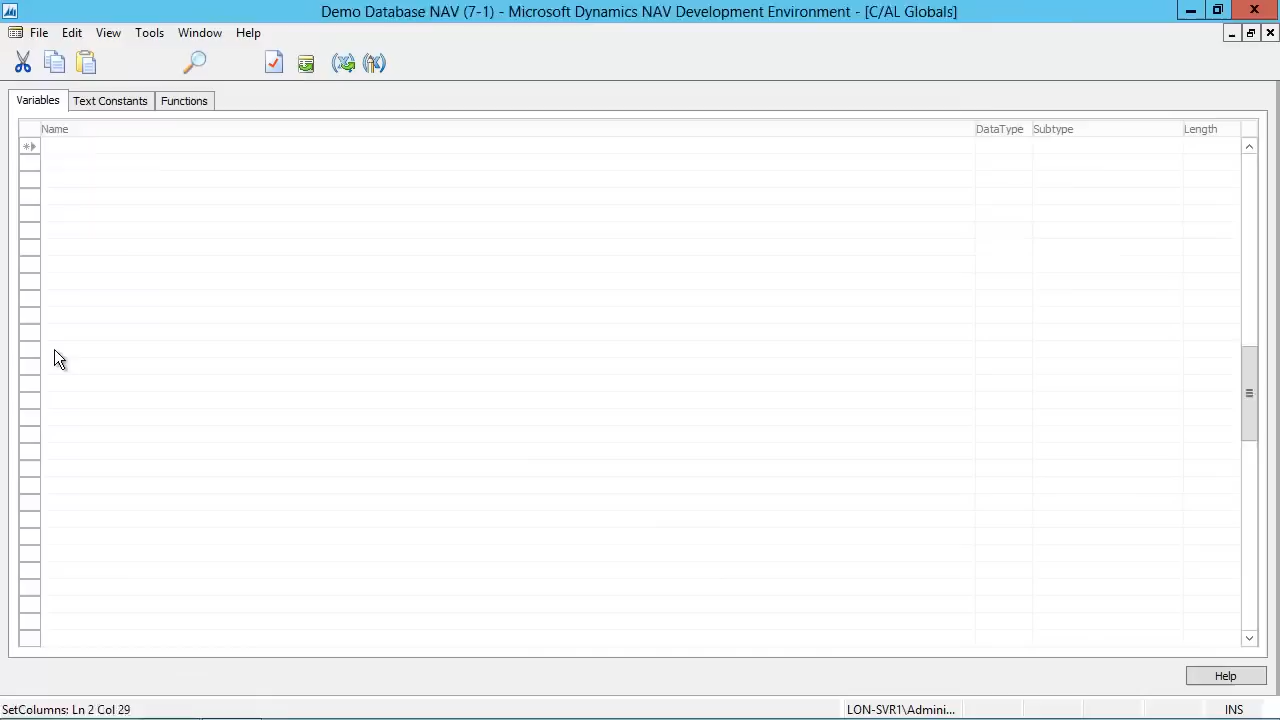 Demo Database NAV (7-1) - Microsoft Dynamics NAV Development Environment - [C/AL Globals]
File Edit View Tools Window Help
Variables Text Constants Functions
Name DataType Subtype Length
Help
SetColumns: Ln 2 Col 29 LON-SVR1\Admini... INS